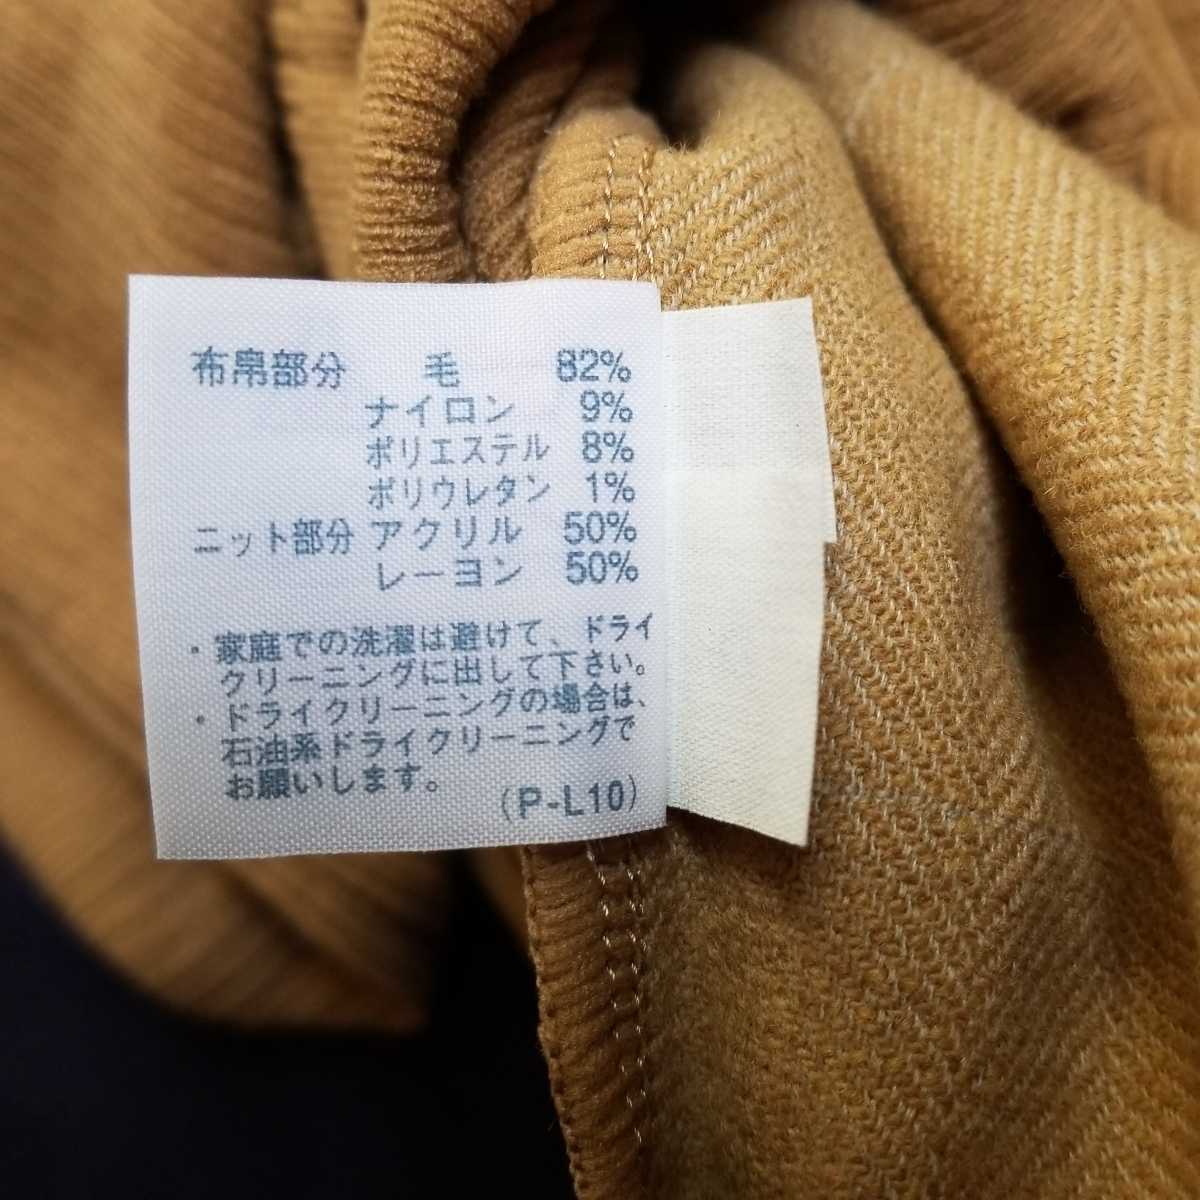 布帛部分 毛 82%
ナイロン 9%
ポリエステル 8%
ポリウレタン 1%
ニット部分 アクリル 50%
レーヨン 50%
・家庭での洗濯は避けて、ドライ
クリーニングに出して下さい。
・ドライクリーニングの場合は、
石油系ドライクリーニングで
お願いします。
(P-L10)